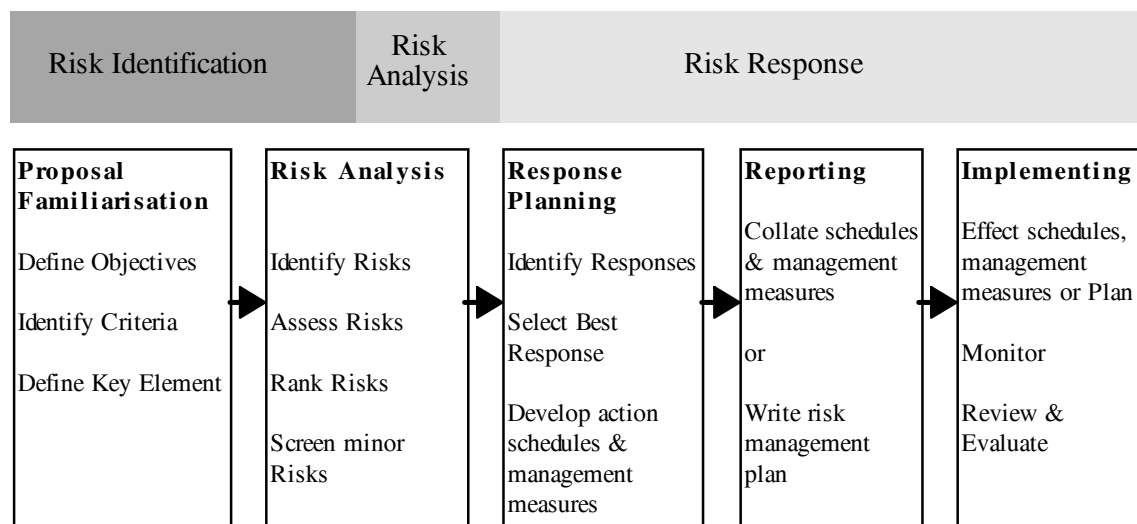 Risk Identification
Risk
Analysis
Risk Response
Proposal
Familiarisation
Define Objectives
Identify Criteria
Define Key Element
Risk Analysis
Identify Risks
Assess Risks
Rank Risks
Screen minor
Risks
Response
Planning
Identify Responses
Select Best
Response
Develop action
schedules &
management
measures
Reporting
Collate schedules
& management
measures
or
Write risk
management
plan
Implementing
Effect schedules,
management
measures or Plan
Monitor
Review &
Evaluate